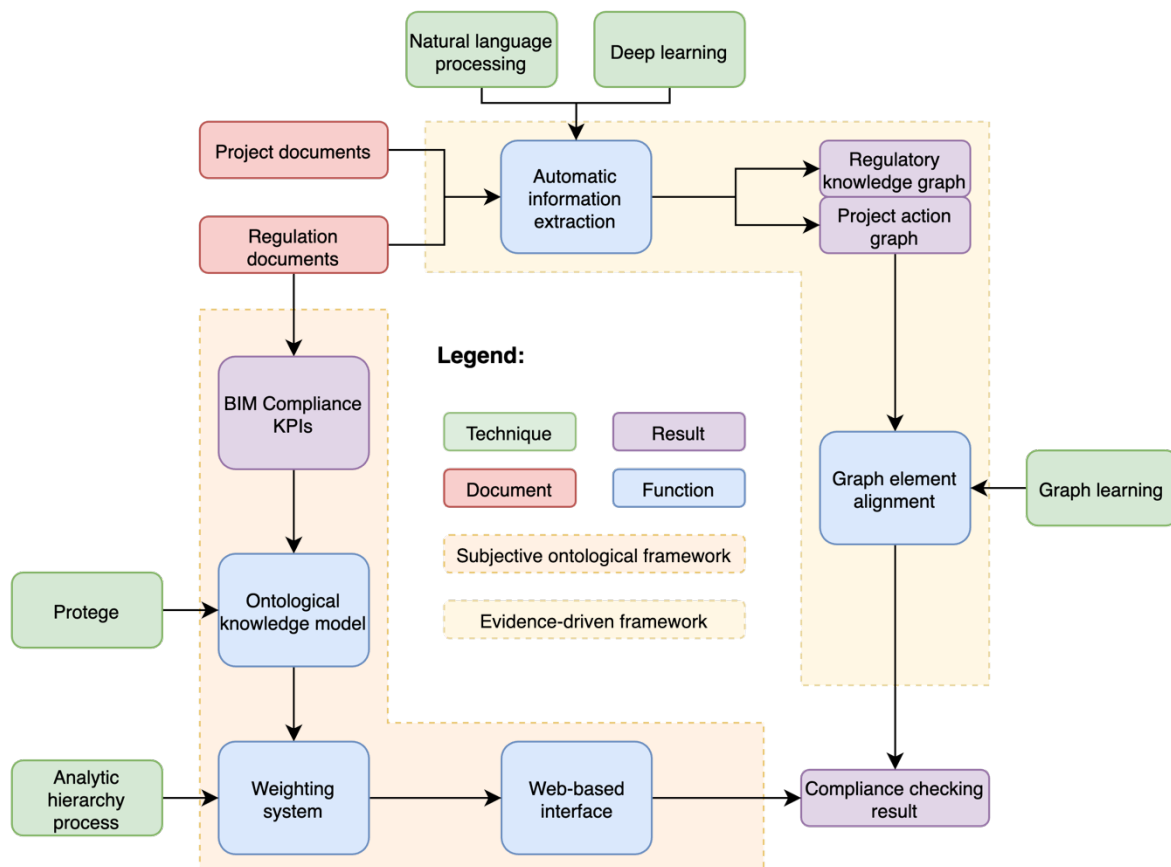 Natural language
processing
Deep learning
Project documents
Automatic
information
extraction
Regulatory
knowledge graph
Project action
graph
Regulation
documents
Legend:
BIM Compliance
KPIs
Technique
Result
Document
Function
Graph element
alignment
Graph learning
Subjective ontological framework
Protege
Ontological
knowledge model
Evidence-driven framework
Analytic
hierarchy
process
Weighting
system
Web-based
interface
Compliance checking
result